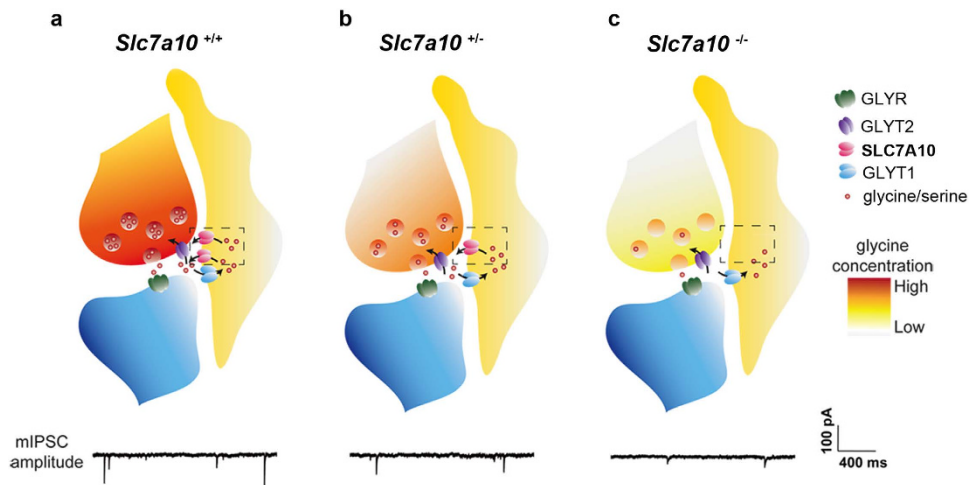 a
Slc7a10 +/+
b
Slc7a10 +/-
c
Slc7a10 -/-
GLYR
GLYT2
SLC7A10
GLYT1
glycine/serine
glycine
concentration
High
Low
mIPSC
amplitude
100 pA
400 ms